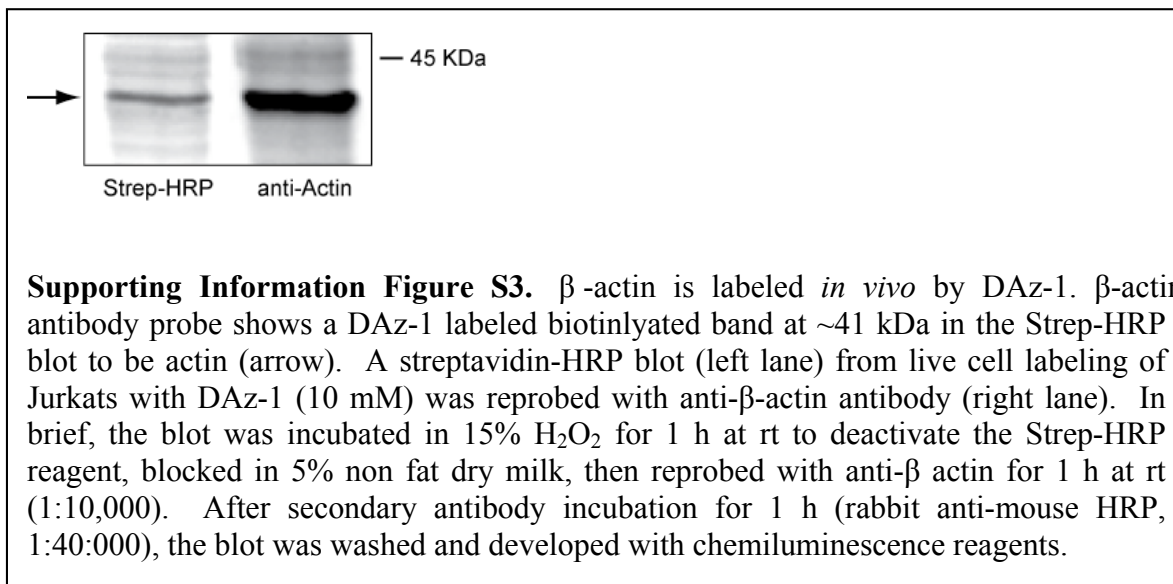 — 45 KDa
Strep-HRP anti-Actin
Supporting Information Figure S3. β -actin is labeled in vivo by DAz-1. β-actin
antibody probe shows a DAz-1 labeled biotinlyated band at ~41 kDa in the Strep-HRP
blot to be actin (arrow). A streptavidin-HRP blot (left lane) from live cell labeling of
Jurkats with DAz-1 (10 mM) was reprobed with anti-β-actin antibody (right lane). In
brief, the blot was incubated in 15% H₂O₂ for 1 h at rt to deactivate the Strep-HRP
reagent, blocked in 5% non fat dry milk, then reprobed with anti-β actin for 1 h at rt
(1:10,000). After secondary antibody incubation for 1 h (rabbit anti-mouse HRP,
1:40:000), the blot was washed and developed with chemiluminescence reagents.